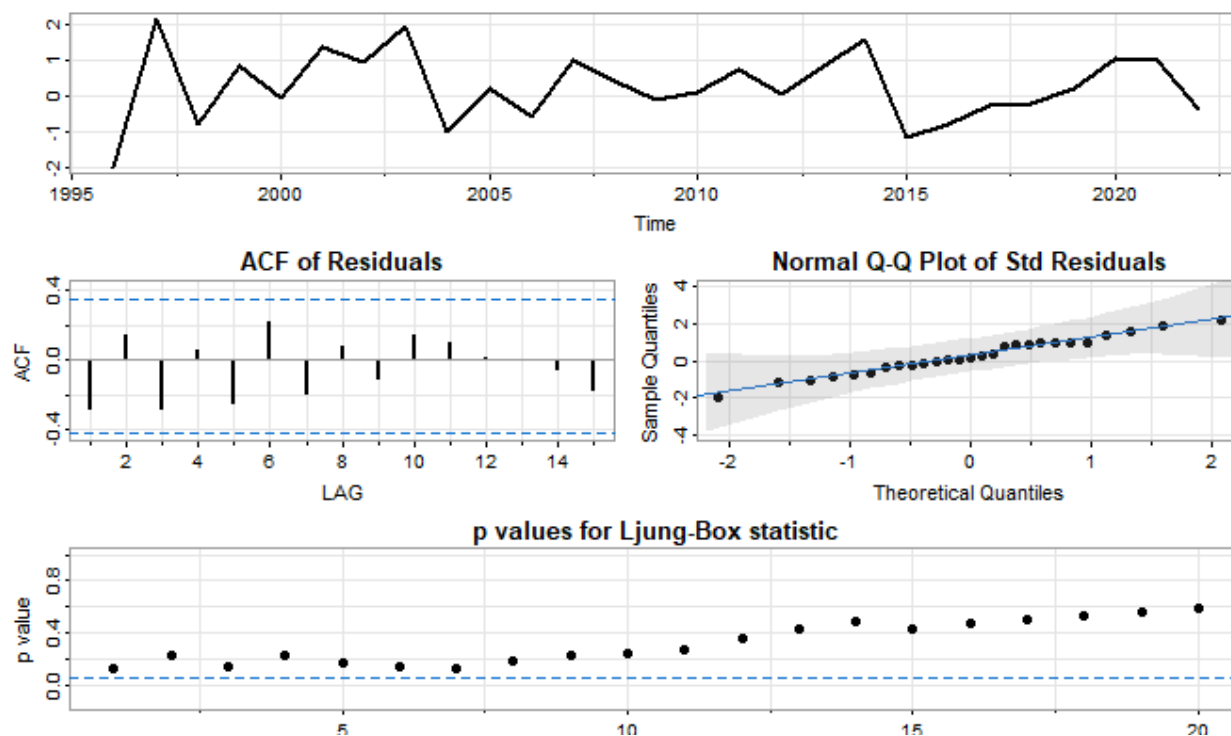 2
1
0
-1
-2
1995 2000 2005 2010 2015 2020
Time
ACF of Residuals
0.4
0.0
-0.4
ACF
2 4 6 8 10 12 14
LAG
Normal Q-Q Plot of Std Residuals
4
2
0
-2
-4
Sample Quantiles
-2 -1 0 1 2
Theoretical Quantiles
p values for Ljung-Box statistic
0.8
0.4
0.0
p value
5 10 15 20